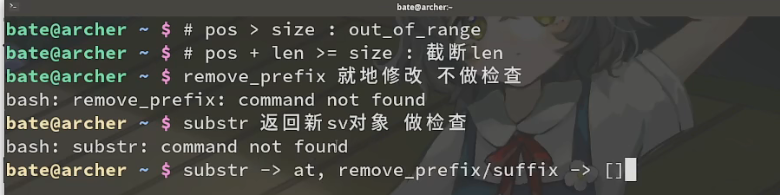 bate@archer:~
bate@archer ~ $ # pos > size : out_of_range
bate@archer ~ $ # pos + len >= size : 截断len
bate@archer ~ $ remove_prefix 就地修改 不做检查
bash: remove_prefix: command not found
bate@archer ~ $ substr 返回新sv对象 做检查
bash: substr: command not found
bate@archer ~ $ substr -> at, remove_prefix/suffix -> []